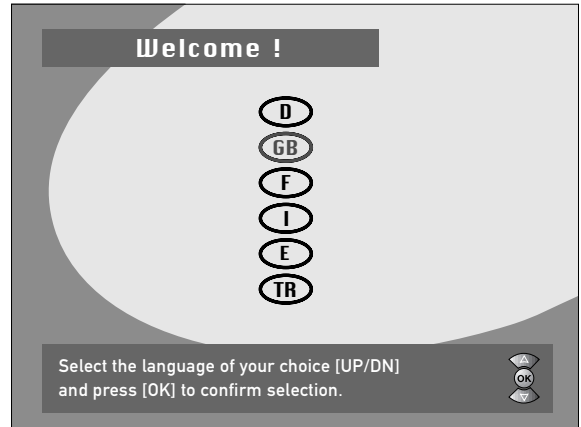 Welcome !
D
GB
F
I
E
TR
Select the language of your choice [UP/DN]
and press [OK] to confirm selection.
OK